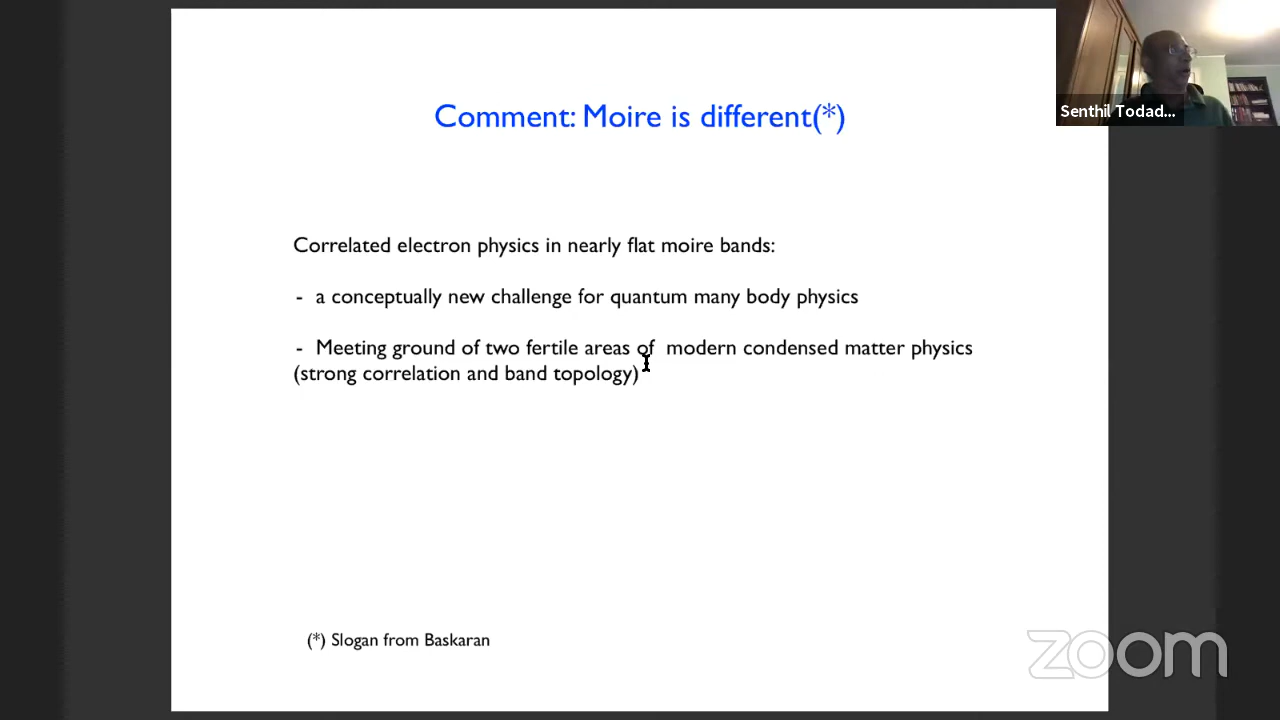 Comment: Moire is different(*)
Senthil Todad...
Correlated electron physics in nearly flat moire bands:
- a conceptually new challenge for quantum many body physics
- Meeting ground of two fertile areas of modern condensed matter physics
(strong correlation and band topology)
(*) Slogan from Baskaran
zoom